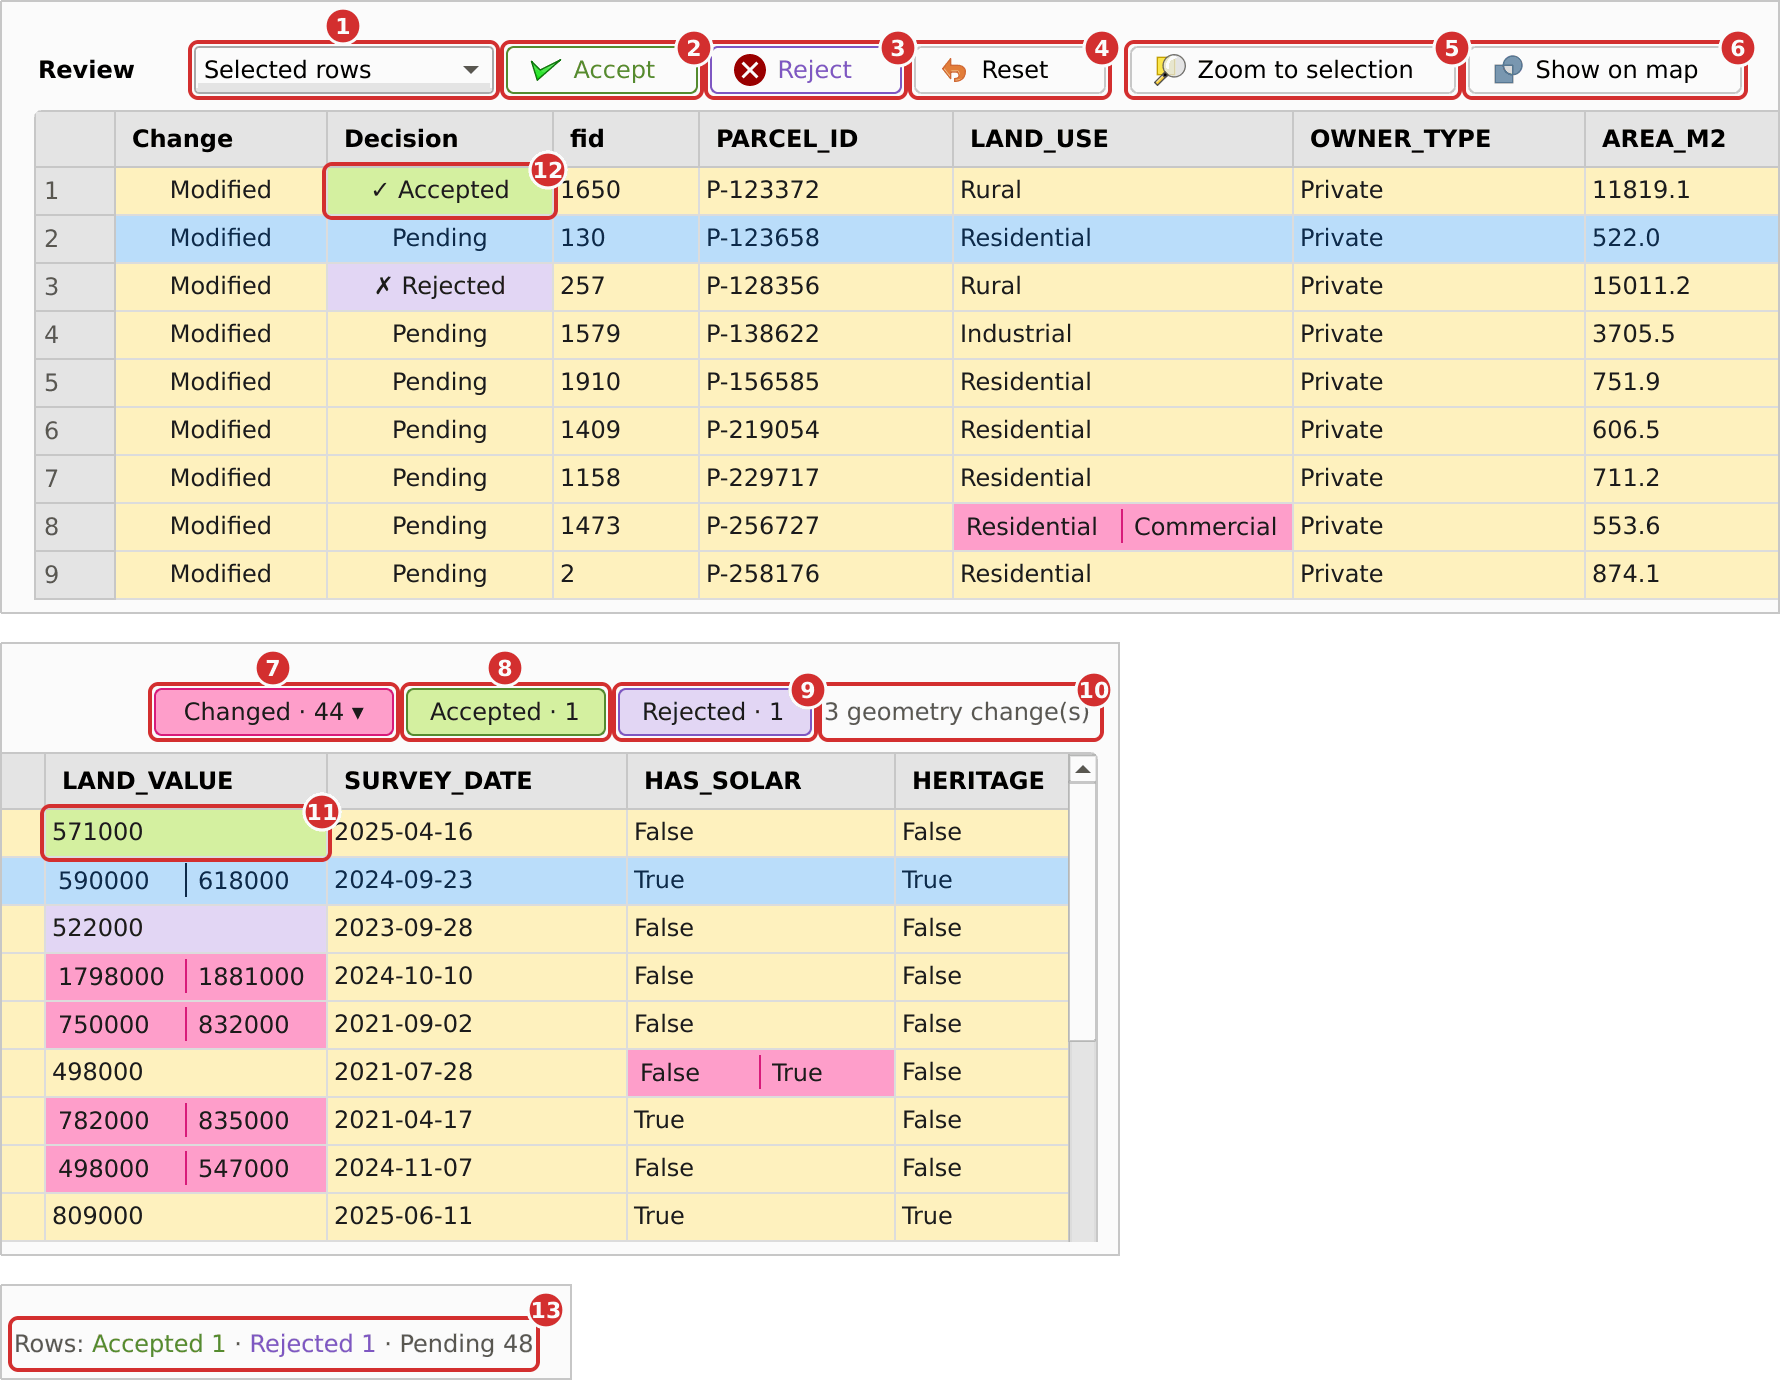 1
Review Selected rows Accept 2 Reject 3 Reset 4 Zoom to selection 5 Show on map 6
Change Decision fid PARCEL_ID LAND_USE OWNER_TYPE AREA_M2
1 Modified ✓ Accepted 12 1650 P-123372 Rural Private 11819.1
2 Modified Pending 130 P-123658 Residential Private 522.0
3 Modified ✗ Rejected 257 P-128356 Rural Private 15011.2
4 Modified Pending 1579 P-138622 Industrial Private 3705.5
5 Modified Pending 1910 P-156585 Residential Private 751.9
6 Modified Pending 1409 P-219054 Residential Private 606.5
7 Modified Pending 1158 P-229717 Residential Private 711.2
8 Modified Pending 1473 P-256727 Residential | Commercial Private 553.6
9 Modified Pending 2 P-258176 Residential Private 874.1
7 8
Changed · 44 ▾ Accepted · 1 Rejected · 1 9 3 geometry change(s) 10
LAND_VALUE SURVEY_DATE HAS_SOLAR HERITAGE
571000 11 2025-04-16 False False
590000 | 618000 2024-09-23 True True
522000 2023-09-28 False False
1798000 | 1881000 2024-10-10 False False
750000 | 832000 2021-09-02 False False
498000 2021-07-28 False | True False
782000 | 835000 2021-04-17 True False
498000 | 547000 2024-11-07 False False
809000 2025-06-11 True True
13
Rows: Accepted 1 · Rejected 1 · Pending 48